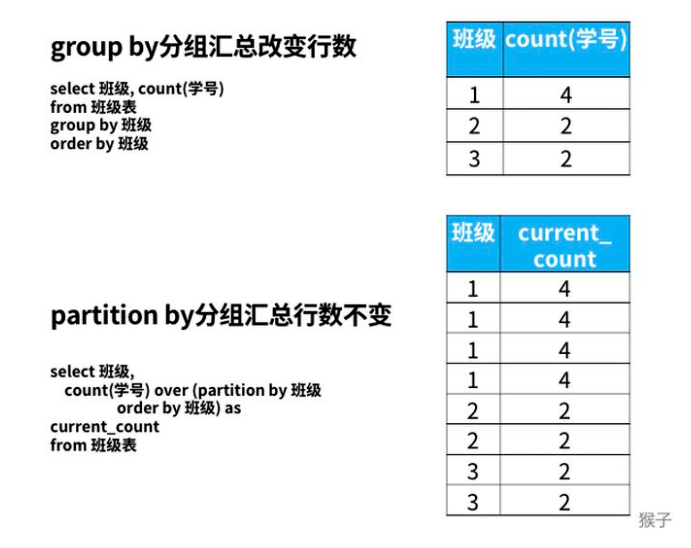 group by分组汇总改变行数
select 班级, count(学号)
from 班级表
group by 班级
order by 班级
班级 count(学号)
1 4
2 2
3 2
partition by分组汇总行数不变
select 班级,
count(学号) over (partition by 班级
order by 班级) as
current_count
from 班级表
班级 current_
count
1 4
1 4
1 4
1 4
2 2
2 2
3 2
3 2
猴子